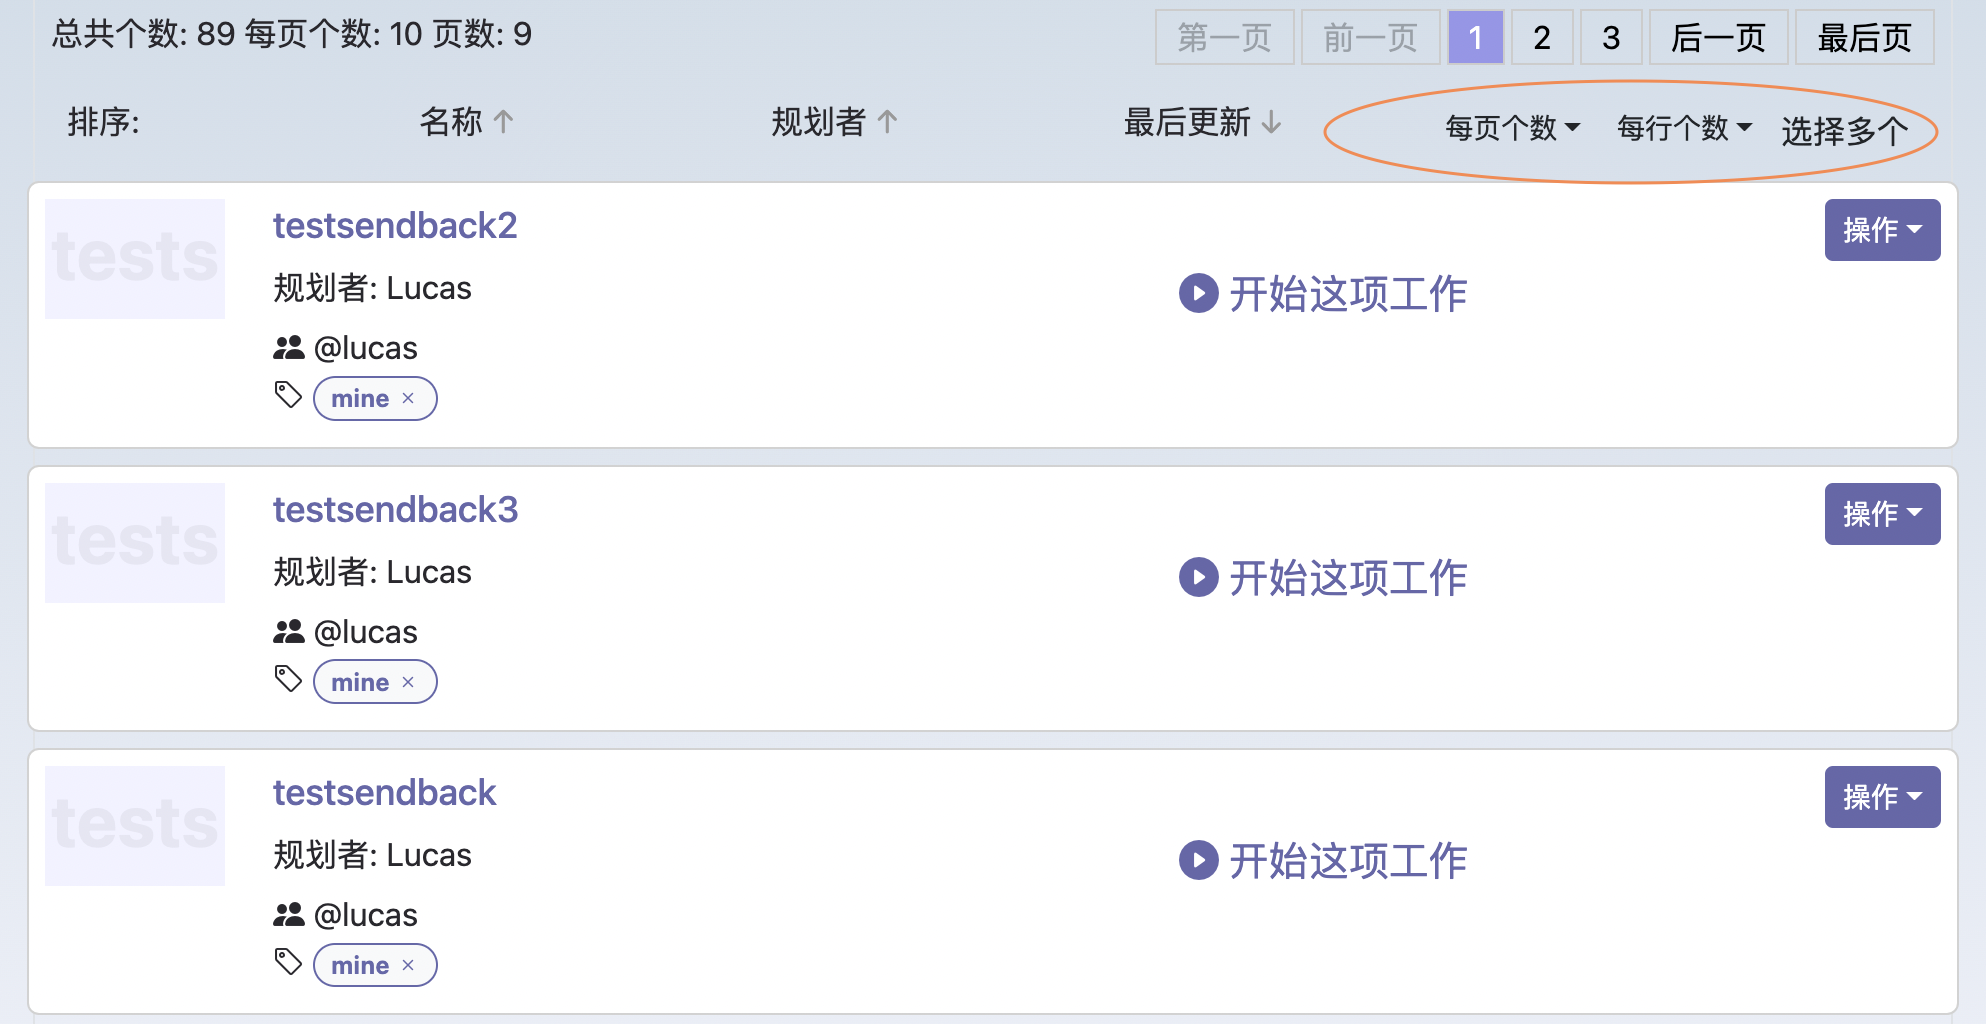 总共个数: 89 每页个数: 10 页数: 9
第一页 前一页 1 2 3 后一页 最后页
排序: 名称 ↑ 规划者 ↑ 最后更新 ↓ 每页个数 每行个数 选择多个
tests
testsendback2
操作
规划者: Lucas
开始这项工作
@lucas
mine ×
tests
testsendback3
操作
规划者: Lucas
开始这项工作
@lucas
mine ×
tests
testsendback
操作
规划者: Lucas
开始这项工作
@lucas
mine ×